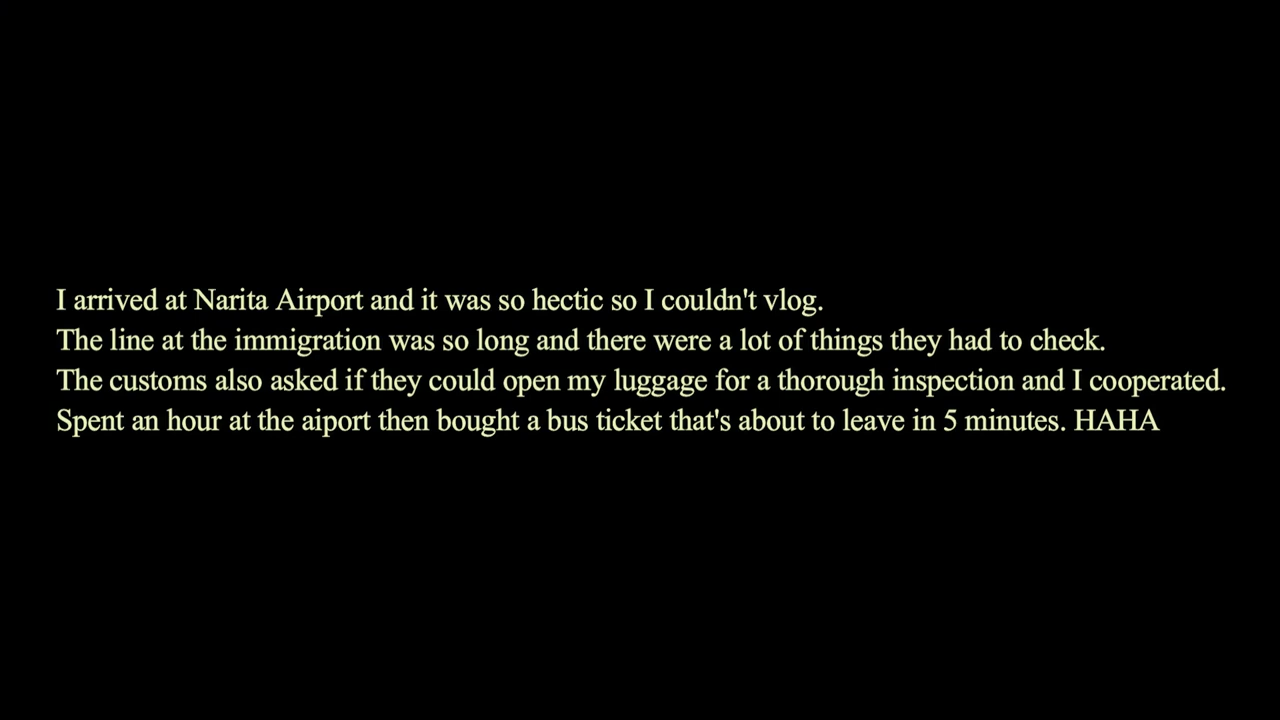 I arrived at Narita Airport and it was so hectic so I couldn't vlog.
The line at the immigration was so long and there were a lot of things they had to check.
The customs also asked if they could open my luggage for a thorough inspection and I cooperated.
Spent an hour at the aiport then bought a bus ticket that's about to leave in 5 minutes. HAHA